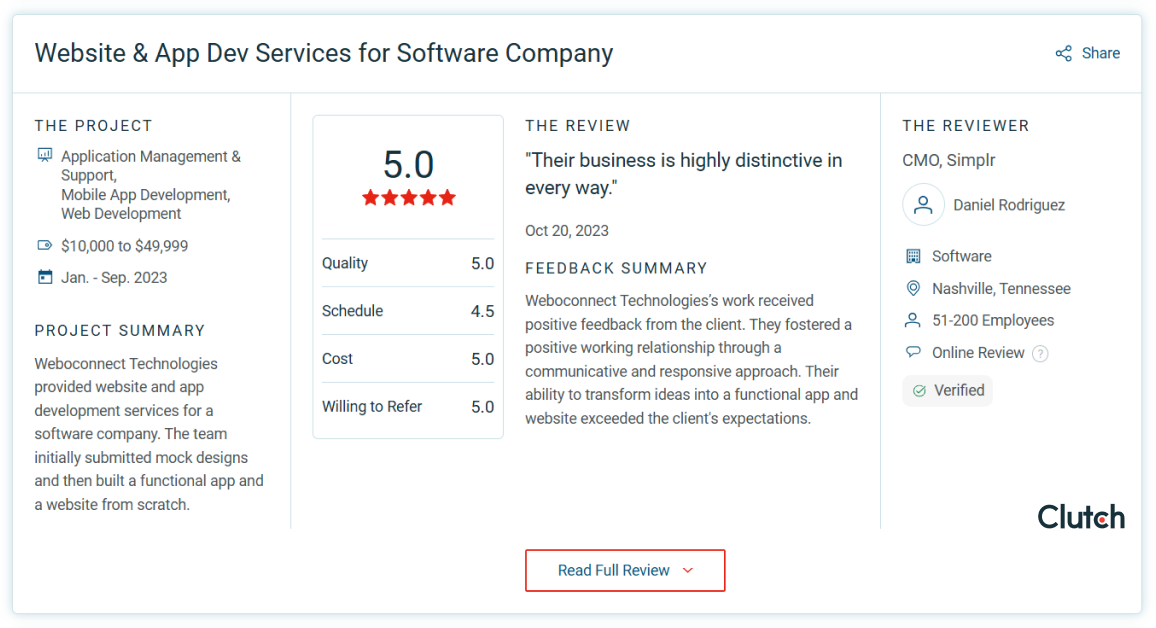 Website & App Dev Services for Software Company
Share
THE PROJECT
Application Management &
Support,
Mobile App Development,
Web Development
$10,000 to $49,999
Jan. - Sep. 2023
PROJECT SUMMARY
Weboconnect Technologies
provided website and app
development services for a
software company. The team
initially submitted mock designs
and then built a functional app and
a website from scratch.
5.0
Quality 5.0
Schedule 4.5
Cost 5.0
Willing to Refer 5.0
THE REVIEW
"Their business is highly distinctive in
every way."
Oct 20, 2023
FEEDBACK SUMMARY
Weboconnect Technologies's work received
positive feedback from the client. They fostered a
positive working relationship through a
communicative and responsive approach. Their
ability to transform ideas into a functional app and
website exceeded the client's expectations.
THE REVIEWER
CMO, Simplr
Daniel Rodriguez
Software
Nashville, Tennessee
51-200 Employees
Online Review ?
Verified
Clutch
Read Full Review